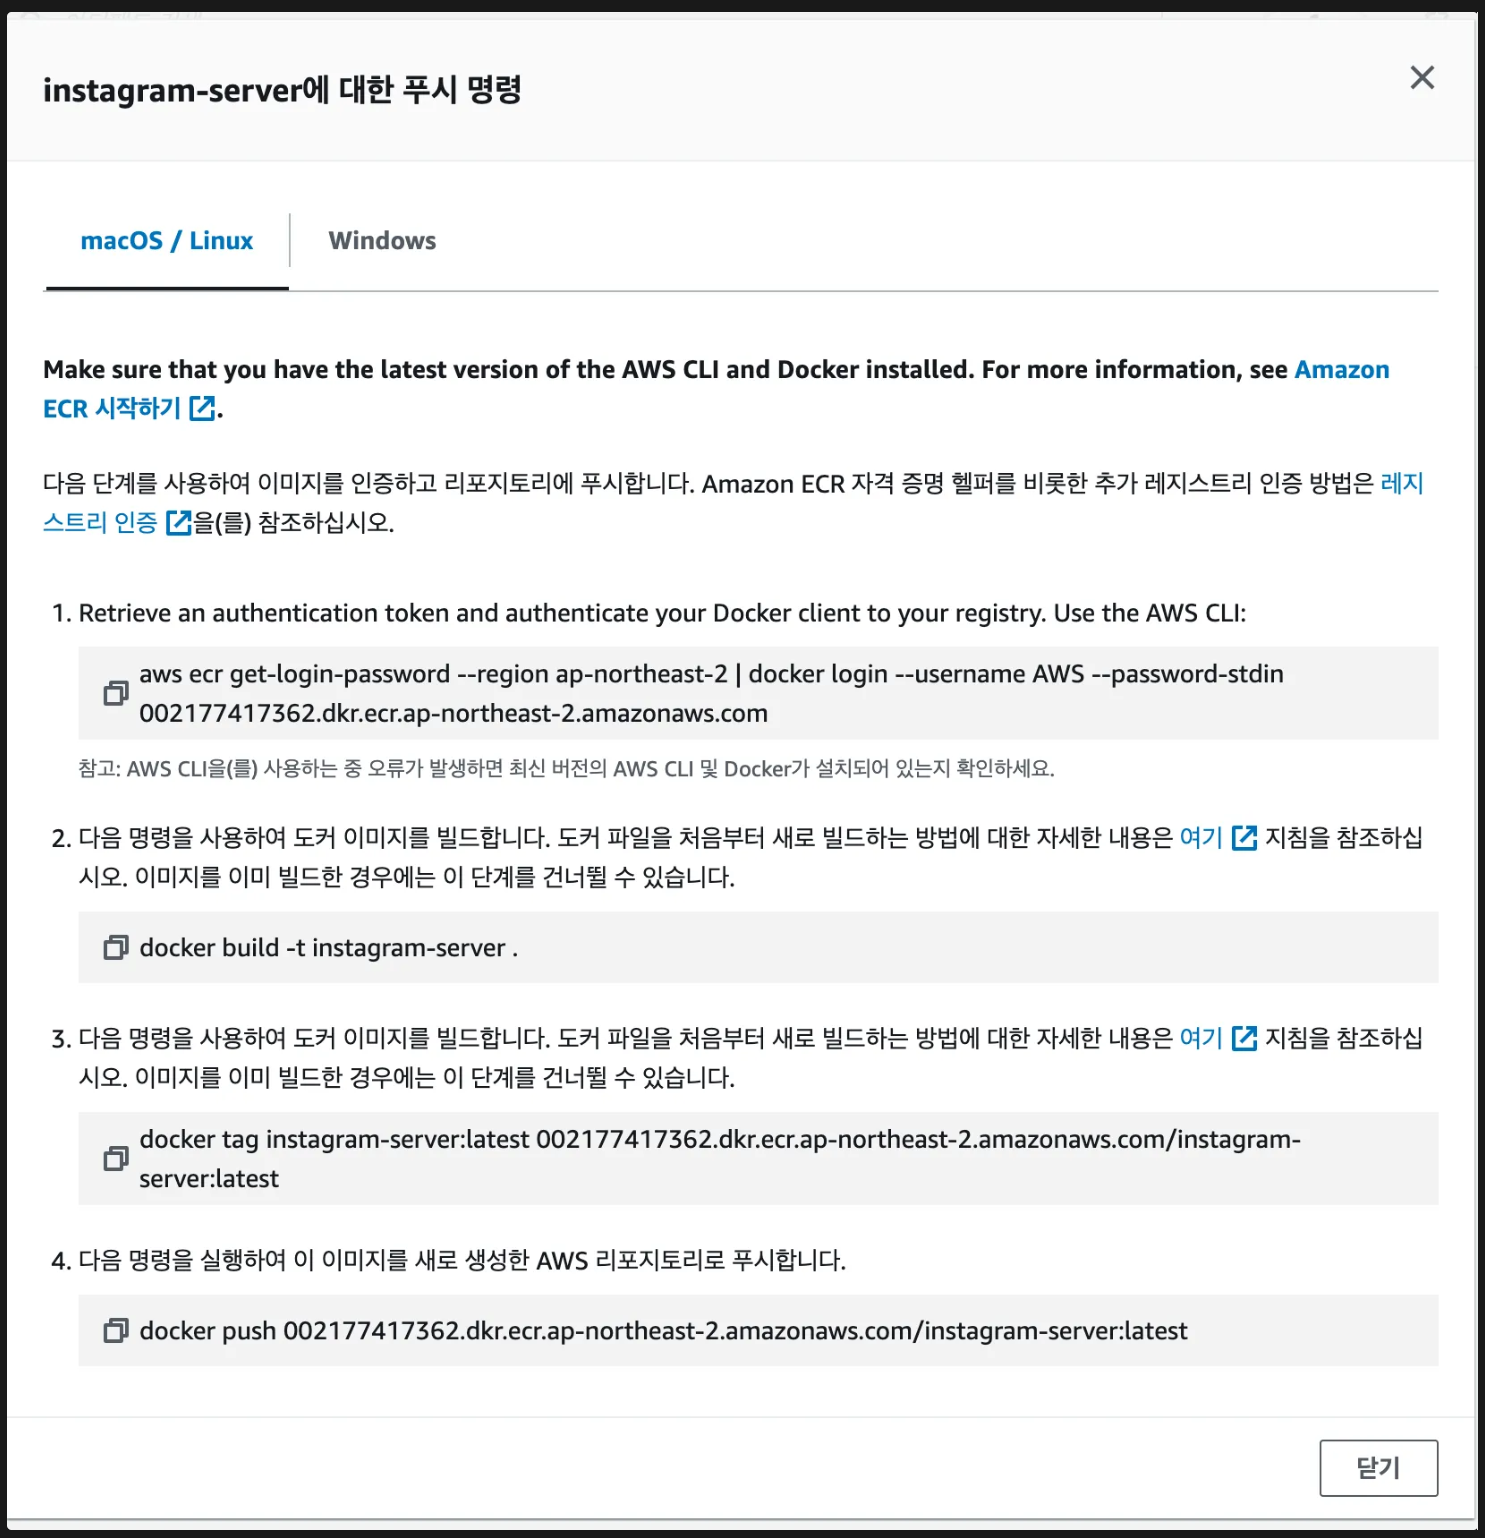 instagram-server에 대한 푸시 명령
macOS / Linux
Windows
Make sure that you have the latest version of the AWS CLI and Docker installed. For more information, see Amazon
ECR 시작하기 .
다음 단계를 사용하여 이미지를 인증하고 리포지토리에 푸시합니다. Amazon ECR 자격 증명 헬퍼를 비롯한 추가 레지스트리 인증 방법은 레지
스트리 인증 을(를) 참조하십시오.
1. Retrieve an authentication token and authenticate your Docker client to your registry. Use the AWS CLI:
aws ecr get-login-password --region ap-northeast-2 | docker login --username AWS --password-stdin
002177417362.dkr.ecr.ap-northeast-2.amazonaws.com
참고: AWS CLI을(를) 사용하는 중 오류가 발생하면 최신 버전의 AWS CLI 및 Docker가 설치되어 있는지 확인하세요.
2. 다음 명령을 사용하여 도커 이미지를 빌드합니다. 도커 파일을 처음부터 새로 빌드하는 방법에 대한 자세한 내용은 여기 지침을 참조하십
시오. 이미지를 이미 빌드한 경우에는 이 단계를 건너뛸 수 있습니다.
docker build -t instagram-server .
3. 다음 명령을 사용하여 도커 이미지를 빌드합니다. 도커 파일을 처음부터 새로 빌드하는 방법에 대한 자세한 내용은 여기 지침을 참조하십
시오. 이미지를 이미 빌드한 경우에는 이 단계를 건너뛸 수 있습니다.
docker tag instagram-server:latest 002177417362.dkr.ecr.ap-northeast-2.amazonaws.com/instagram-
server:latest
4. 다음 명령을 실행하여 이 이미지를 새로 생성한 AWS 리포지토리로 푸시합니다.
docker push 002177417362.dkr.ecr.ap-northeast-2.amazonaws.com/instagram-server:latest
닫기